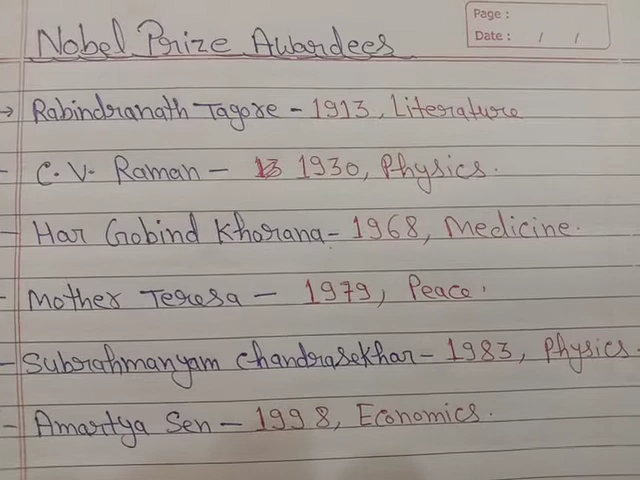 Page :
Date : / /
Nobel Prize Awardees
→ Rabindranath Tagore - 1913, Literature
- C. V. Raman - 1930, Physics.
- Har Gobind Khorana - 1968, Medicine.
- Mother Teresa - 1979, Peace.
- Subrahmanyam Chandrasekhar - 1983, Physics.
- Amartya Sen - 1998, Economics.